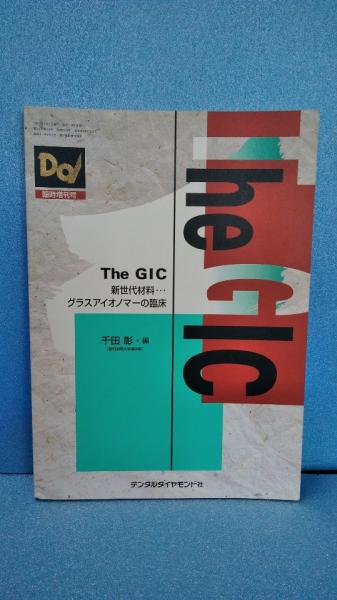 DD
臨時増刊号
The GIC
The GIC
新世代材料…
グラスアイオノマーの臨床
千田 彰・編
デンタルダイヤモンド社